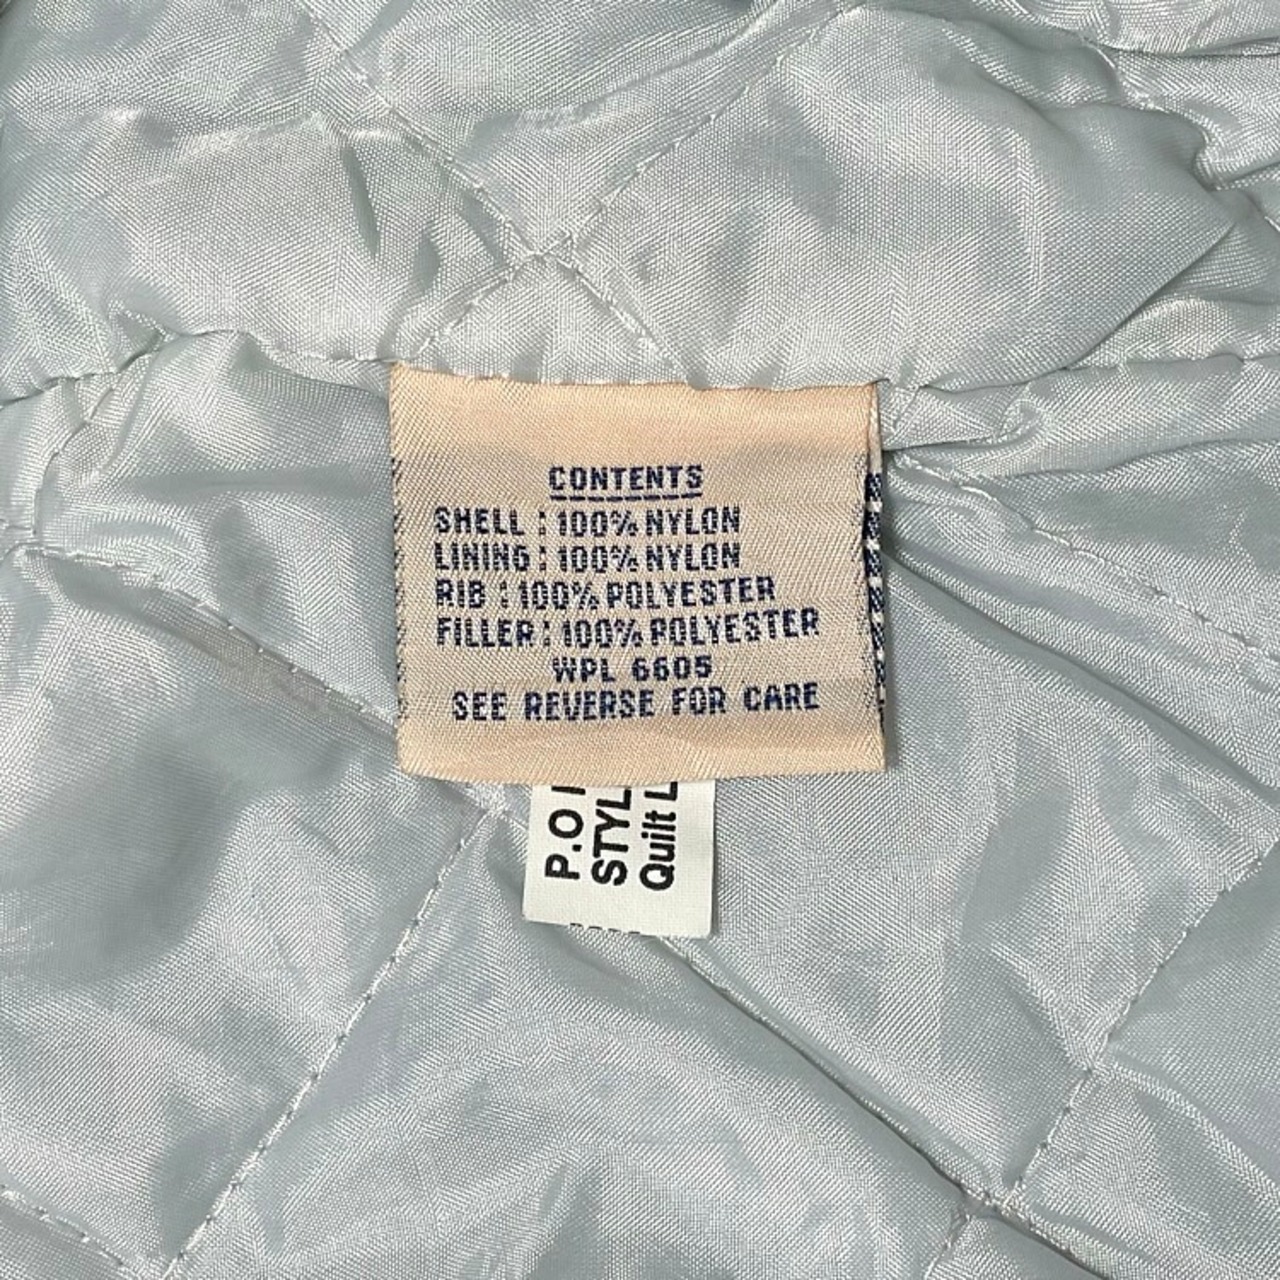 CONTENTS
SHELL : 100% NYLON
LINING : 100% NYLON
RIB : 100% POLYESTER
FILLER : 100% POLYESTER
WPL 6605
SEE REVERSE FOR CARE
P.O
STYL
Quilt L